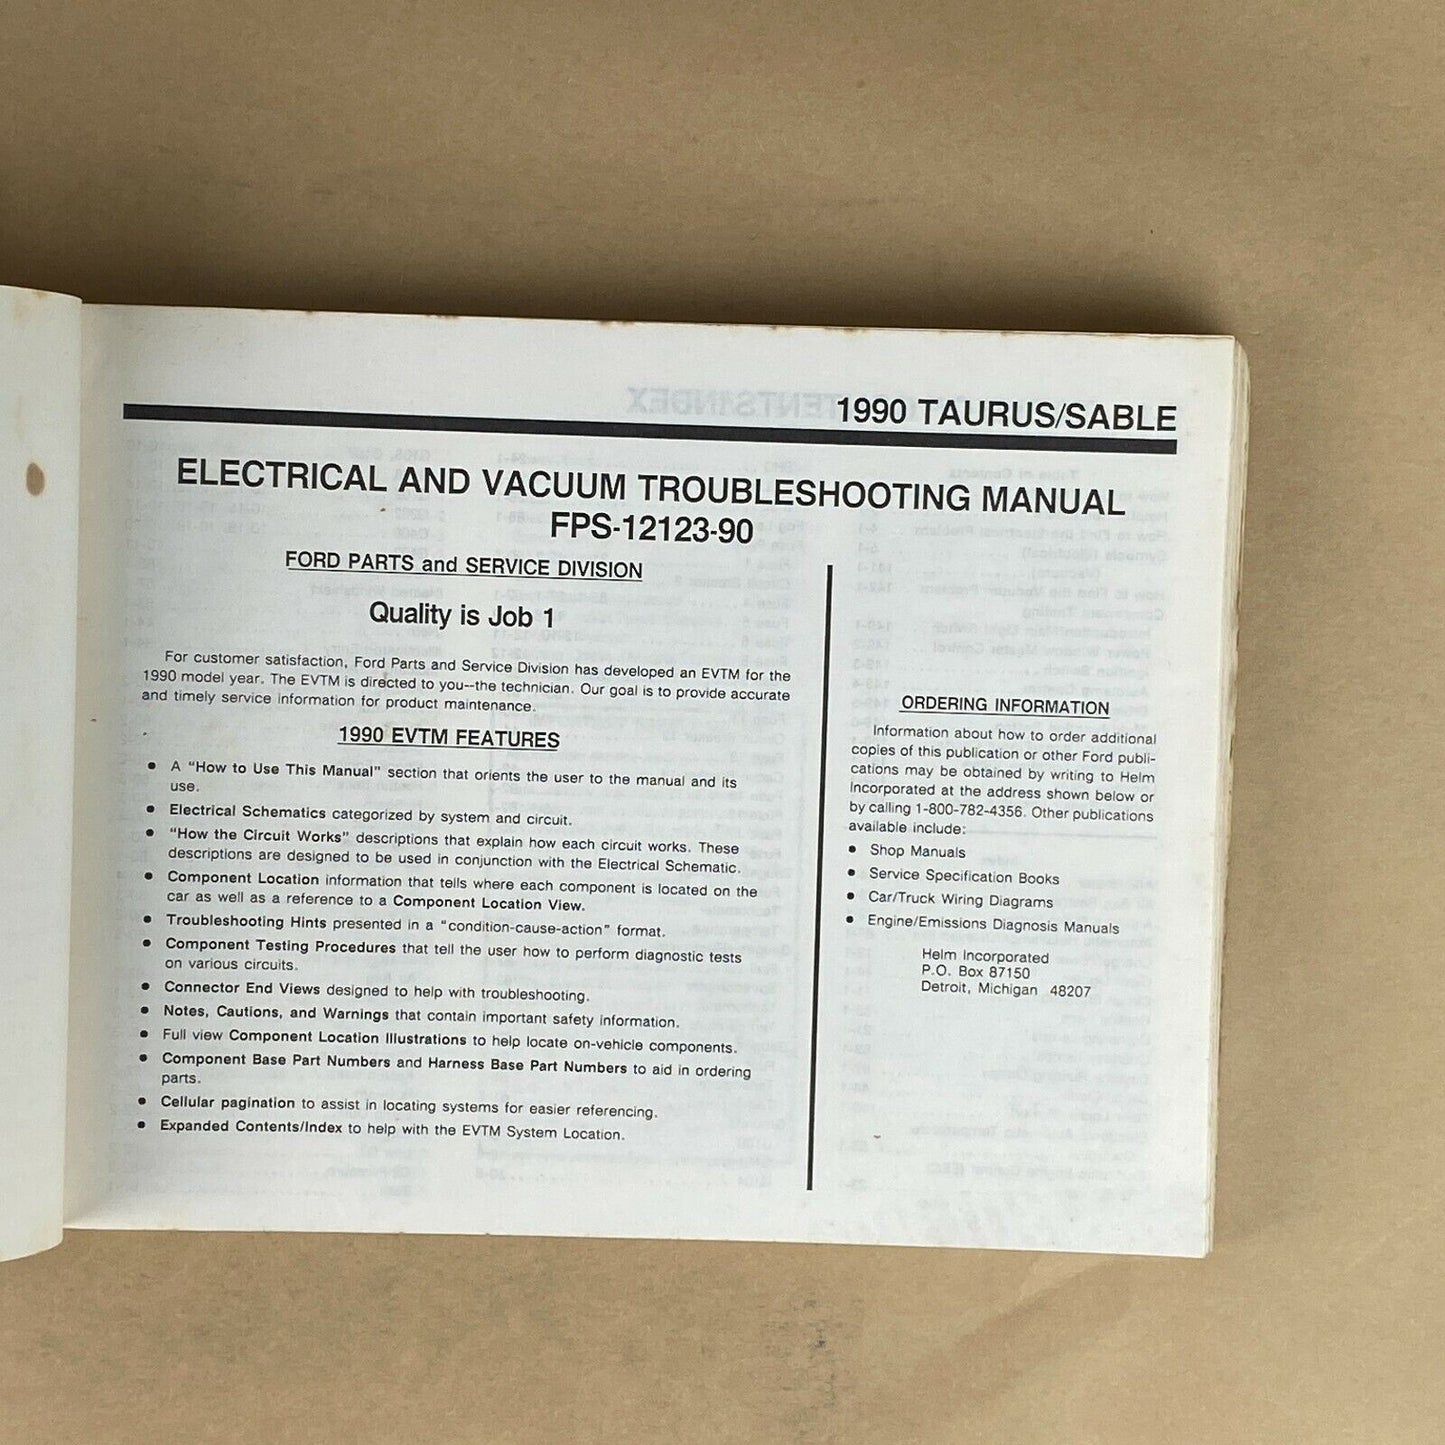 1990 TAURUS/SABLE
ELECTRICAL AND VACUUM TROUBLESHOOTING MANUAL
FPS-12123-90
FORD PARTS and SERVICE DIVISION
Quality is Job 1
For customer satisfaction, Ford Parts and Service Division has developed an EVTM for the
1990 model year. The EVTM is directed to you--the technician. Our goal is to provide accurate
and timely service information for product maintenance.
1990 EVTM FEATURES
• A “How to Use This Manual” section that orients the user to the manual and its
use.
• Electrical Schematics categorized by system and circuit.
• “How the Circuit Works” descriptions that explain how each circuit works. These
descriptions are designed to be used in conjunction with the Electrical Schematic.
• Component Location information that tells where each component is located on the
car as well as a reference to a Component Location View.
• Troubleshooting Hints presented in a “condition-cause-action” format.
• Component Testing Procedures that tell the user how to perform diagnostic tests
on various circuits.
• Connector End Views designed to help with troubleshooting.
• Notes, Cautions, and Warnings that contain important safety information.
• Full view Component Location Illustrations to help locate on-vehicle components.
• Component Base Part Numbers and Harness Base Part Numbers to aid in ordering
parts.
• Cellular pagination to assist in locating systems for easier referencing.
• Expanded Contents/Index to help with the EVTM System Location.
ORDERING INFORMATION
Information about how to order additional
copies of this publication or other Ford publi-
cations may be obtained by writing to Helm
Incorporated at the address shown below or
by calling 1-800-782-4356. Other publications
available include:
• Shop Manuals
• Service Specification Books
• Car/Truck Wiring Diagrams
• Engine/Emissions Diagnosis Manuals
Helm Incorporated
P.O. Box 87150
Detroit, Michigan 48207